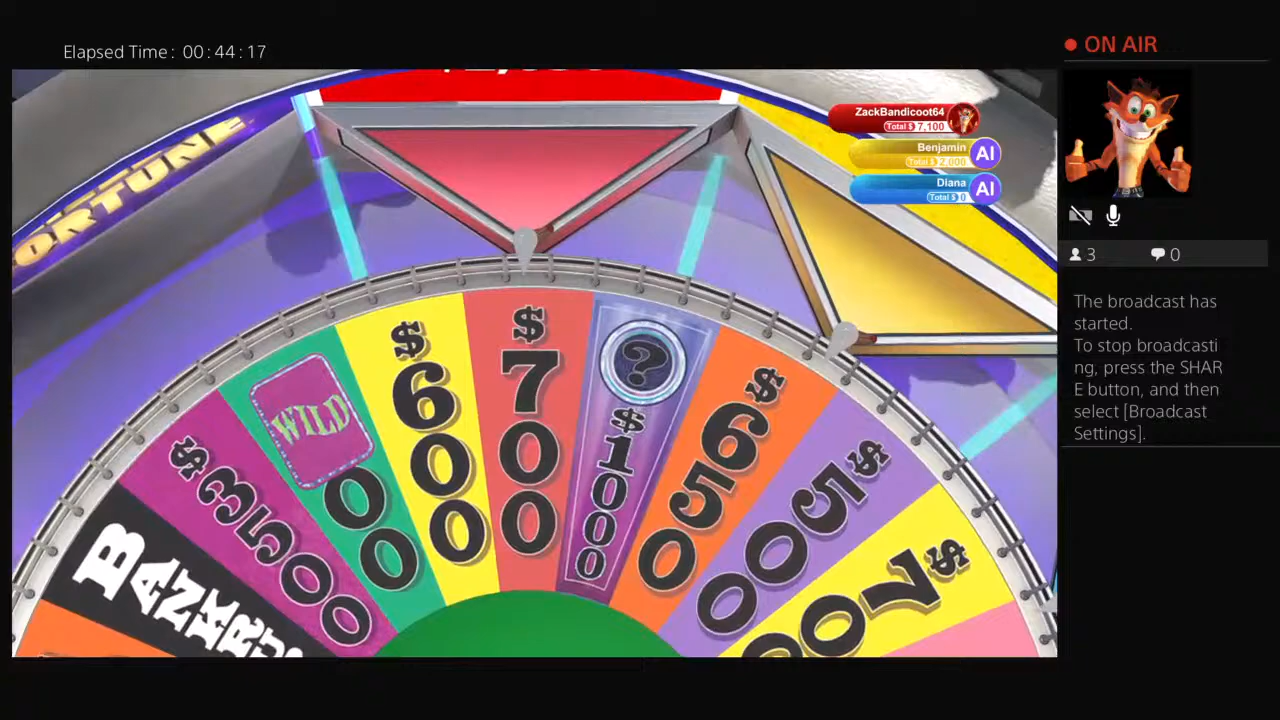 Elapsed Time: 00:44:17
ON AIR
ORTUNE
ZackBandicoot64
Total $ 7,100
Benjamin
Total $ 2,000
AI
Diana
Total $ 0
AI
3
0
The broadcast has
started.
To stop broadcasti
ng, press the SHAR
E button, and then
select [Broadcast
Settings].
BANKRU
$3500
WILD
00
$600
$700
?
$1000
$650
$500
$700